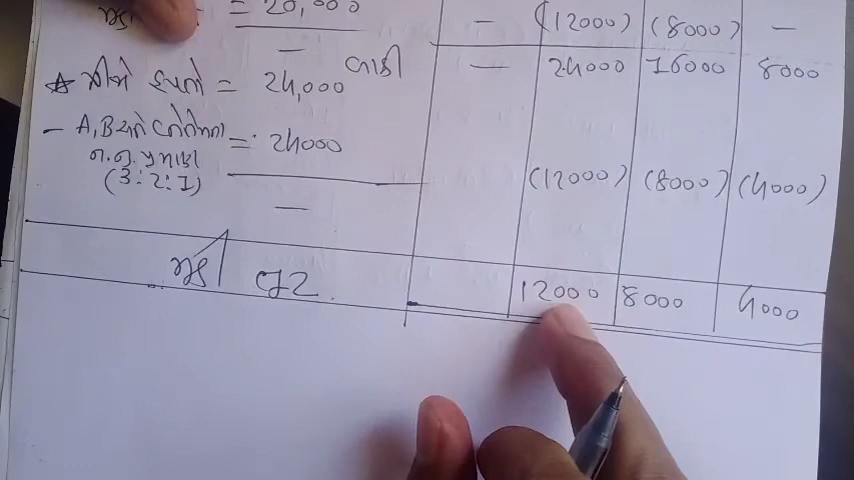 = 20,000 — (12000) (8000) —
—
બાકી — 24000 16000 8000
* ત્રીજો હપ્તો = 24,000
- A, B અને C = 24000
ન.નુ. પ્રમાણ
(3:2:1) (12000) (8000) (4000)
—
12000 8000 4000